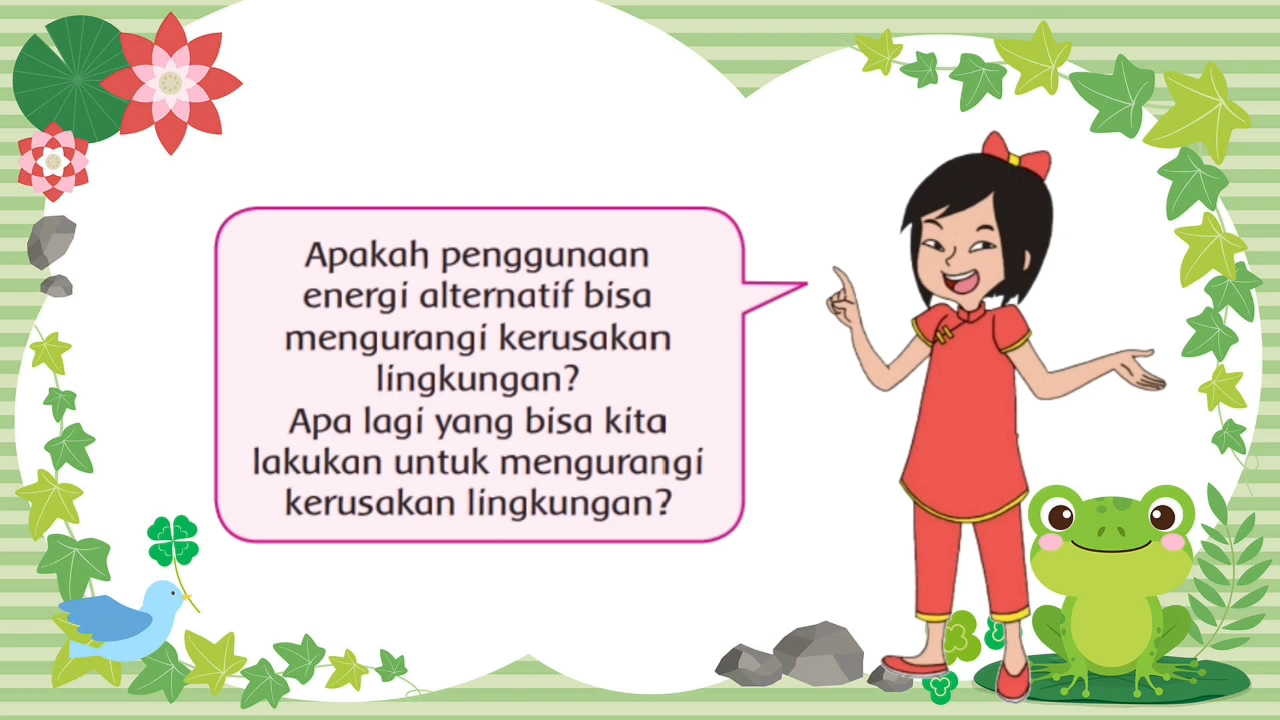 Apakah penggunaan
energi alternatif bisa
mengurangi kerusakan
lingkungan?
Apa lagi yang bisa kita
lakukan untuk mengurangi
kerusakan lingkungan?